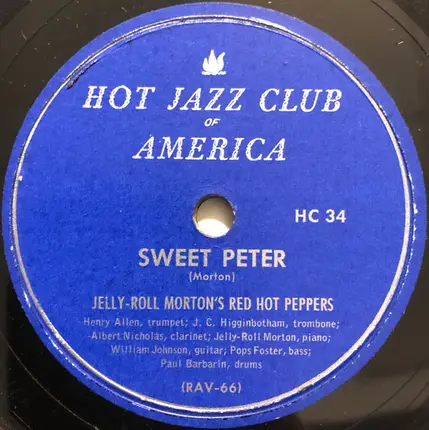 HOT JAZZ CLUB
OF
AMERICA
HC 34
SWEET PETER
(Morton)
JELLY-ROLL MORTON'S RED HOT PEPPERS
Henry Allen, trumpet; J. C. Higginbotham, trombone;
Albert Nicholas, clarinet; Jelly-Roll Morton, piano;
William Johnson, guitar; Pops Foster, bass;
Paul Barbarin, drums
(RAV-66)